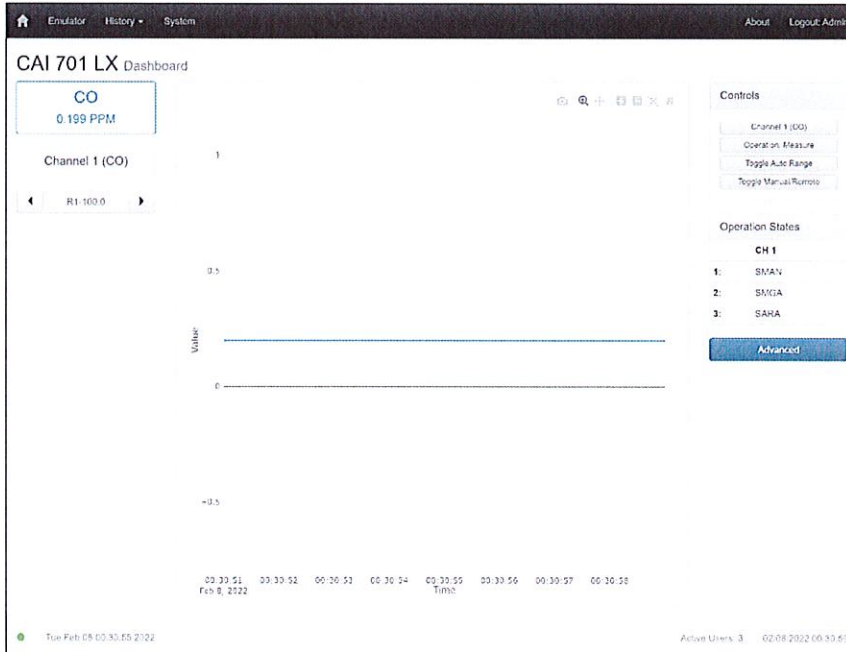 Emulator History System About Logout: Admi
CAI 701 LX Dashboard
CO
0.199 PPM
Channel 1 (CO)
R1-100.0
1
0.5
0
-0.5
Value
00:30:51 00:30:52 00:30:53 00:30:54 00:30:55 00:30:56 00:30:57 00:30:58
Feb 8, 2022
Time
Controls
Channel 1 (CO)
Operation: Measure
Toggle Auto Range
Toggle Manual/Remote
Operation States
CH 1
1: SMAN
2: SMGA
3: SARA
Advanced
Tue Feb 08 00:30:55 2022
Active Users: 3 02/08/2022 00:30:5